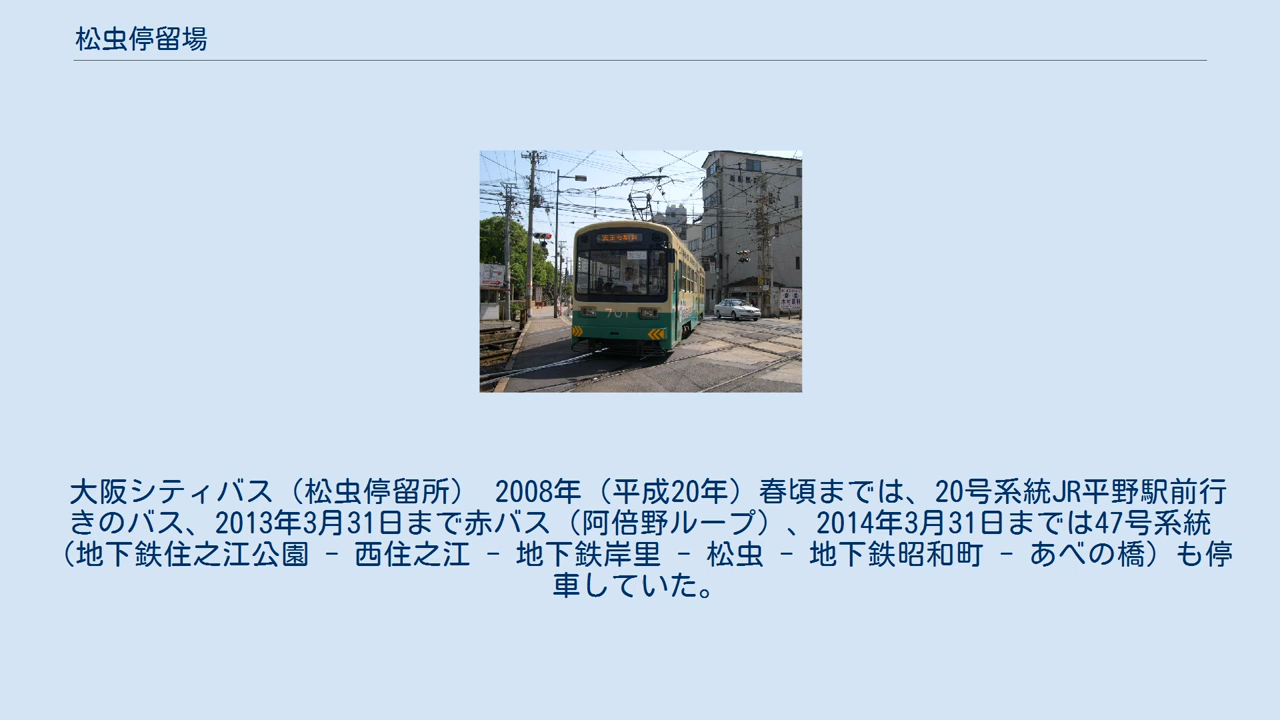 松虫停留場
天王寺駅前
701
大阪シティバス（松虫停留所） 2008年（平成20年）春頃までは、20号系統JR平野駅前行
きのバス、2013年3月31日まで赤バス（阿倍野ループ）、2014年3月31日までは47号系統
（地下鉄住之江公園 - 西住之江 - 地下鉄岸里 - 松虫 - 地下鉄昭和町 - あべの橋）も停
車していた。